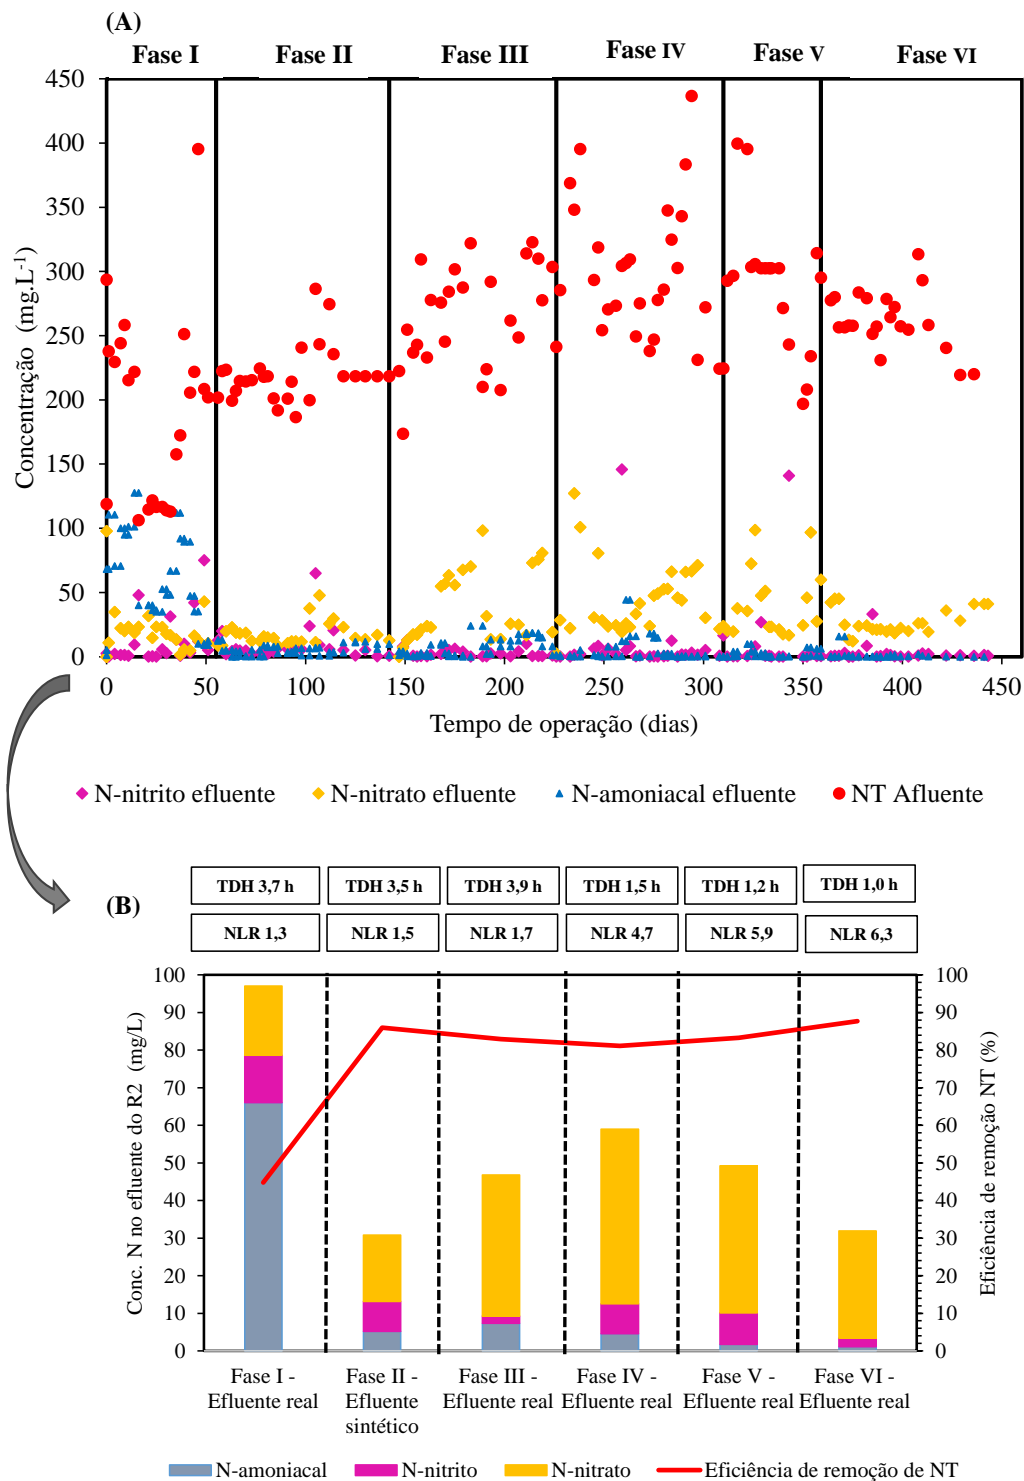 (A)
Fase I Fase II Fase III Fase IV Fase V Fase VI
450
400
350
300
250
200
150
100
50
0
Concentração (mg.L-1)
0 50 100 150 200 250 300 350 400 450
Tempo de operação (dias)
N-nitrito efluente N-nitrato efluente N-amoniacal efluente NT Afluente
(B)
TDH 3,7 h TDH 3,5 h TDH 3,9 h TDH 1,5 h TDH 1,2 h TDH 1,0 h
NLR 1,3 NLR 1,5 NLR 1,7 NLR 4,7 NLR 5,9 NLR 6,3
100 100
90 90
80 80
70 70
60 60
50 50
40 40
30 30
20 20
10 10
0 0
Conc. N no efluente do R2 (mg/L)
Eficiência de remoção NT (%)
Fase I - Fase II - Fase III - Fase IV - Fase V - Fase VI -
Efluente real Efluente Efluente real Efluente real Efluente real Efluente real
sintético
N-amoniacal N-nitrito N-nitrato Eficiência de remoção de NT